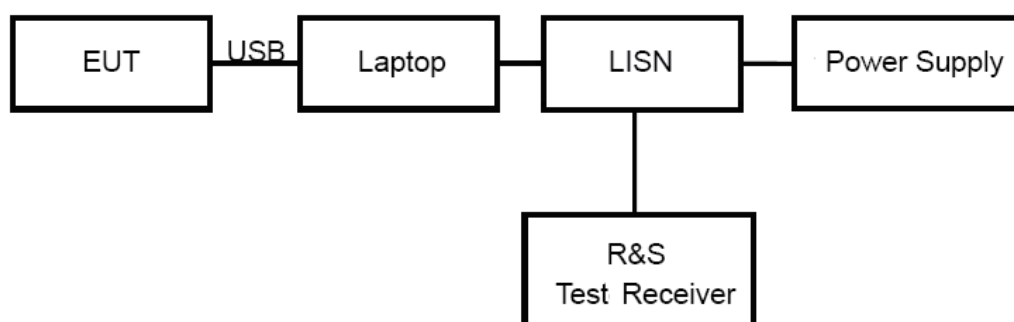 EUT
USB
Laptop
LISN
Power Supply
R&S
Test Receiver